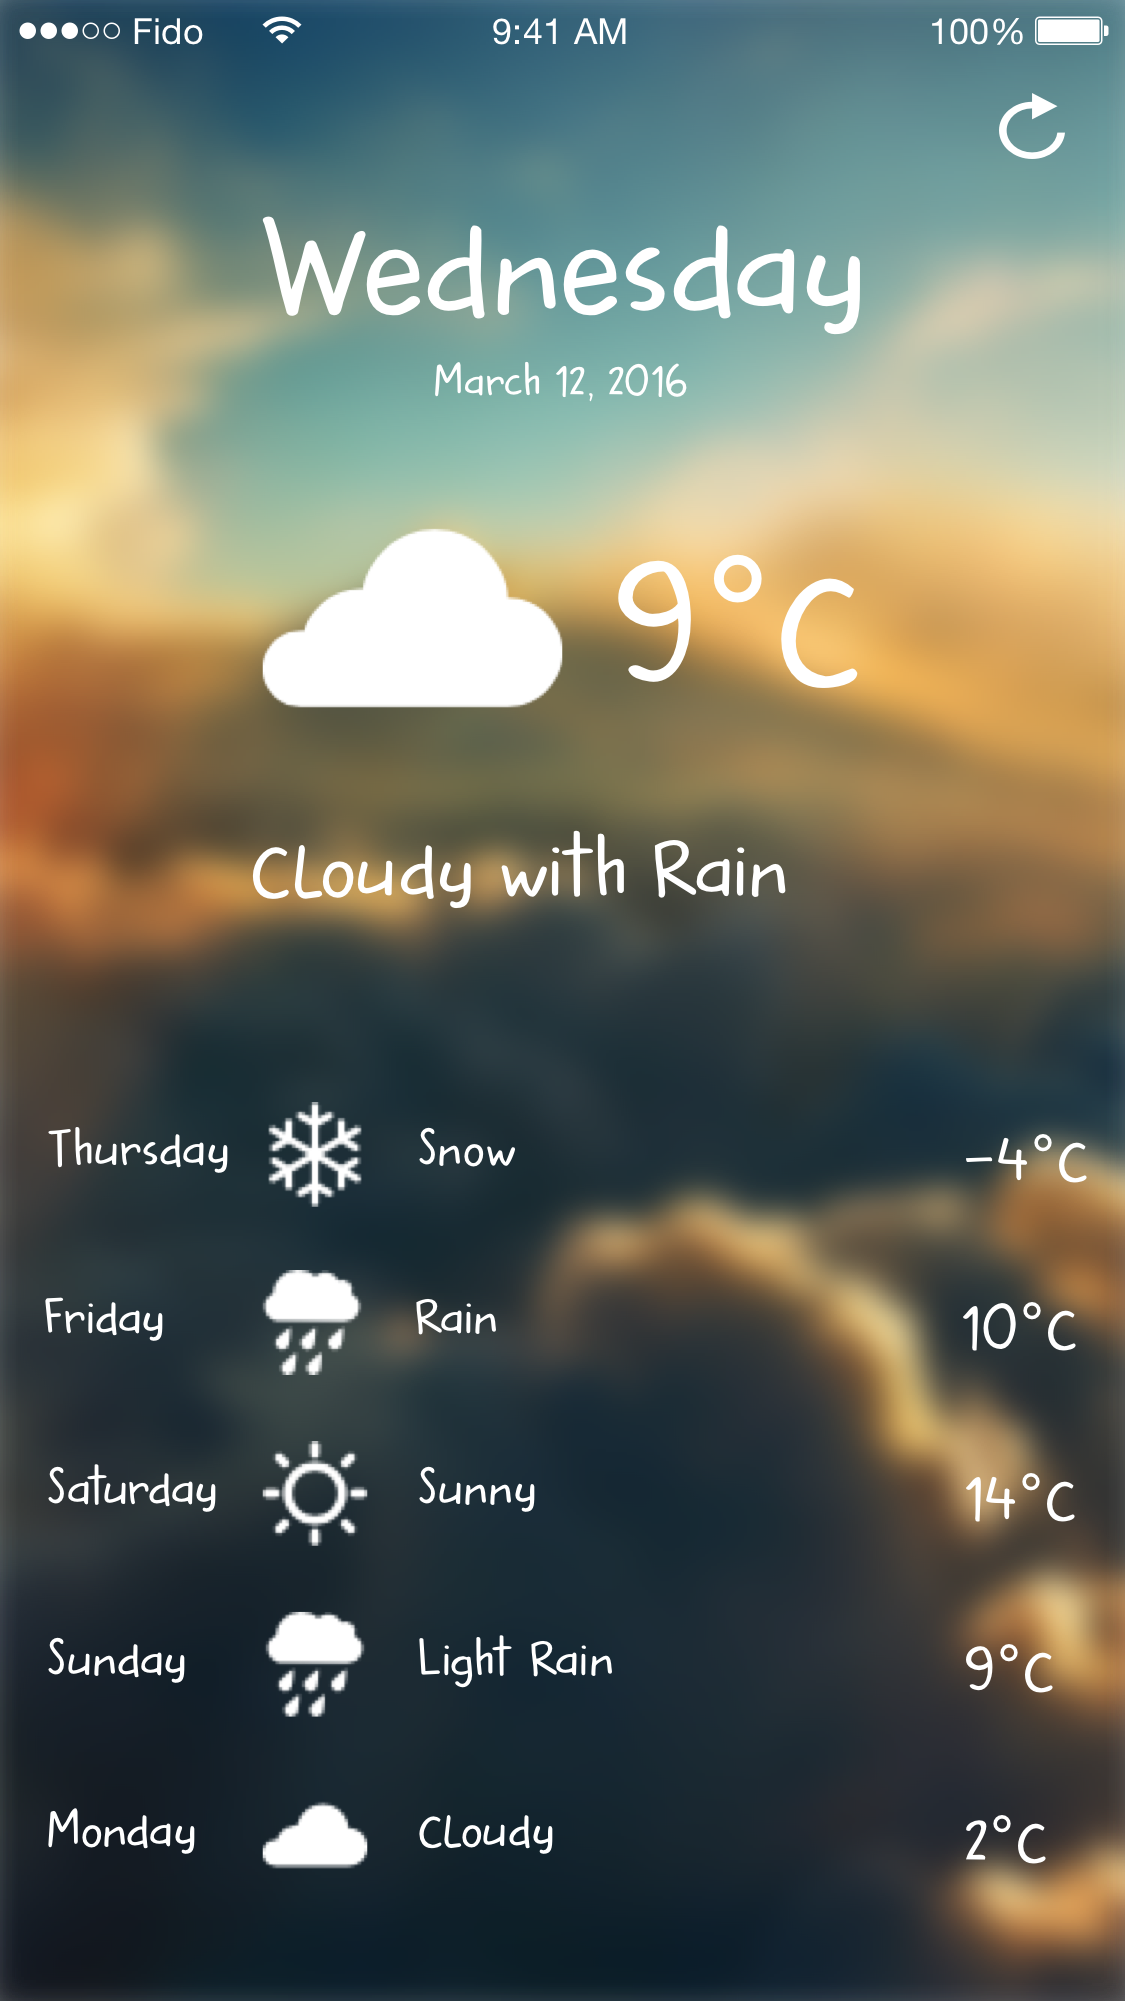 Fido 9:41 AM 100%
Wednesday
March 12, 2016
9°C
Cloudy with Rain
Thursday Snow -4°C
Friday Rain 10°C
Saturday Sunny 14°C
Sunday Light Rain 9°C
Monday Cloudy 2°C